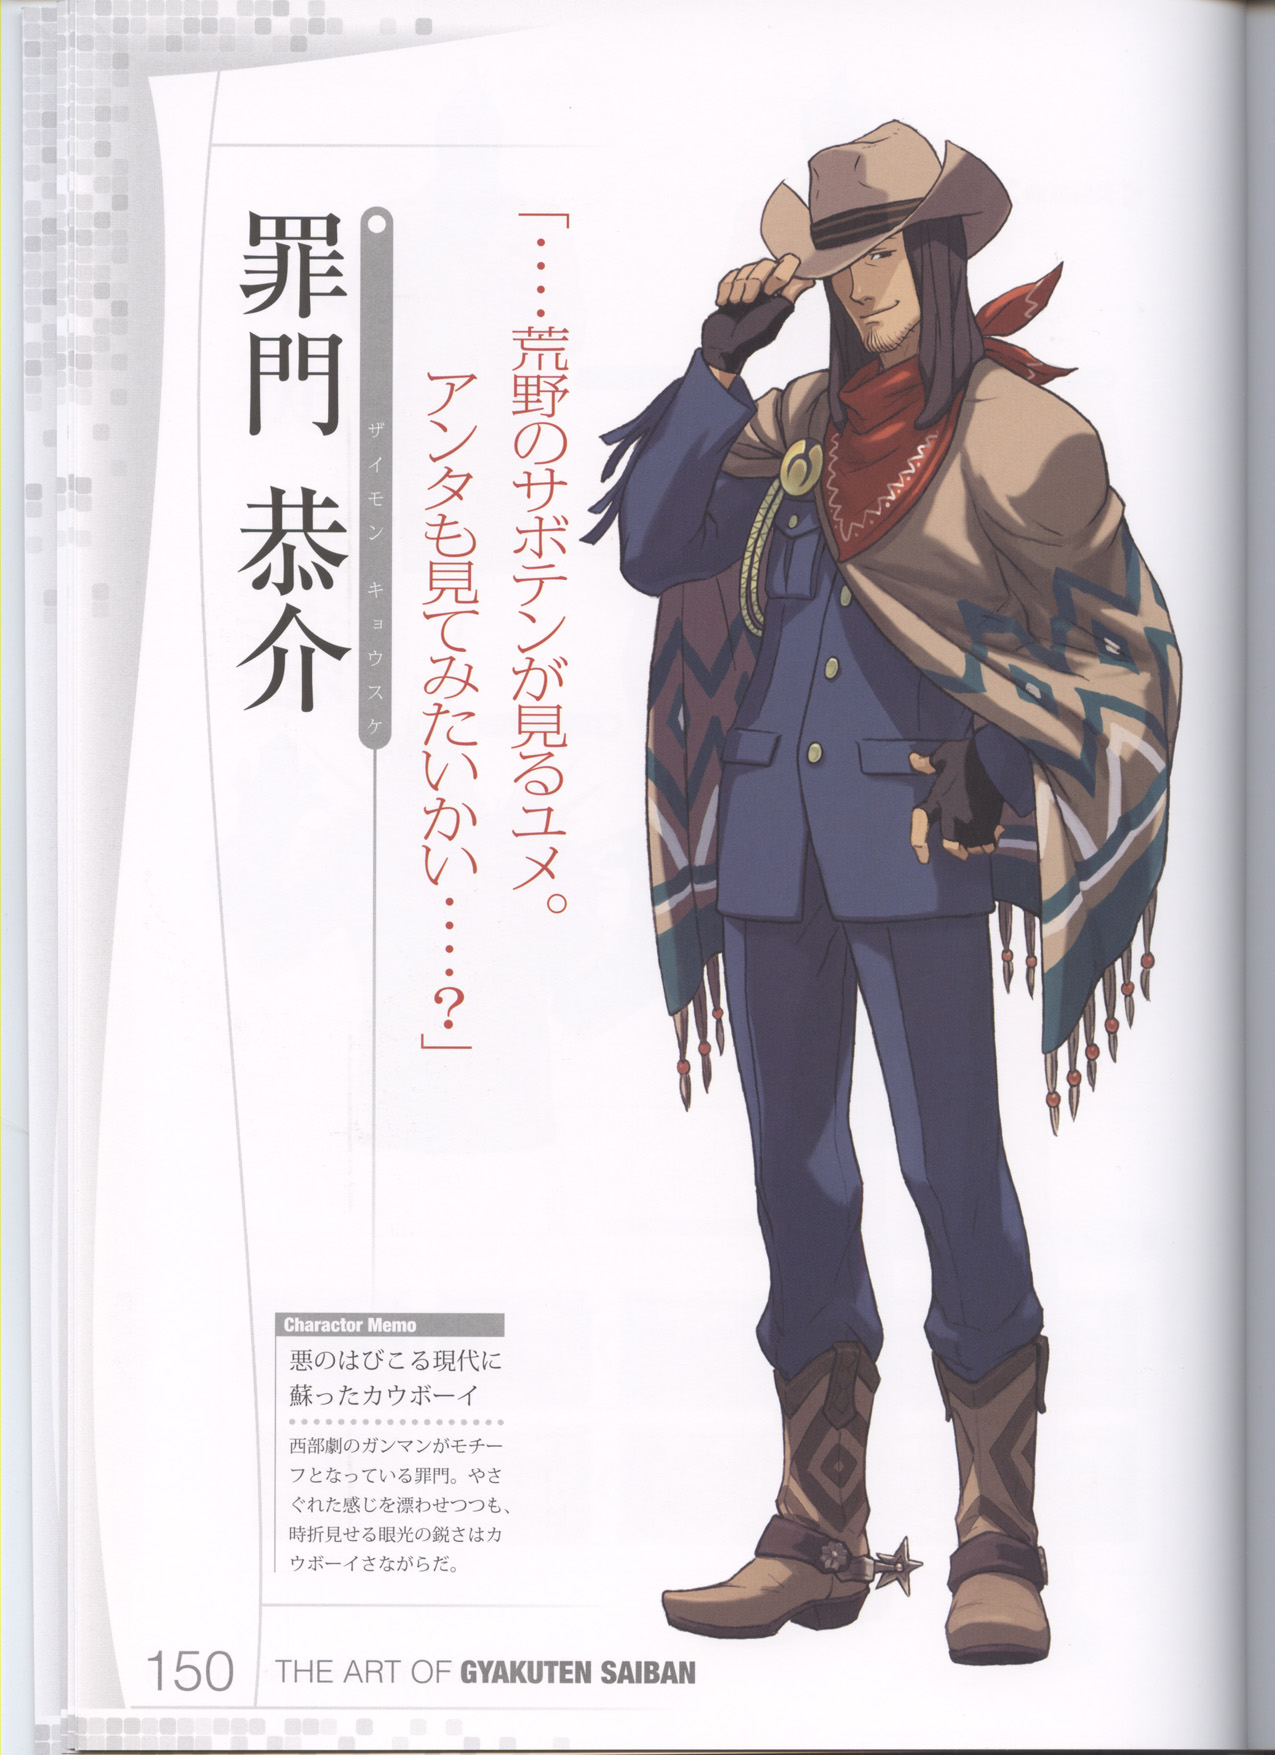 「‥‥荒野のサボテンが見るユメ。
アンタも見てみたいかい‥‥？」
ザイモン キョウスケ
罪門 恭介
Charactor Memo
悪のはびこる現代に
蘇ったカウボーイ
西部劇のガンマンがモチー
フとなっている罪門。やさ
ぐれた感じを漂わせつつも、
時折見せる眼光の鋭さはカ
ウボーイさながらだ。
150
THE ART OF GYAKUTEN SAIBAN